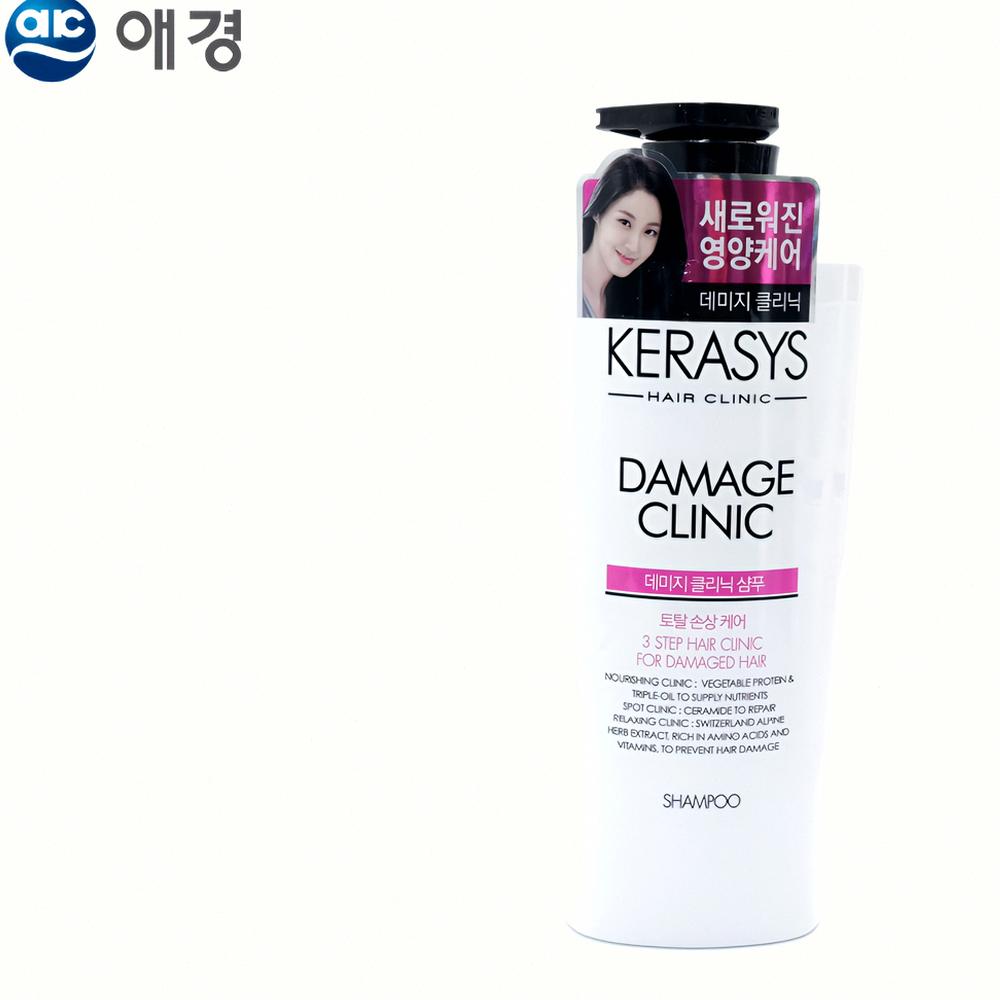 애경
새로워진
영양케어
데미지 클리닉
KERASYS
HAIR CLINIC
DAMAGE
CLINIC
데미지 클리닉 샴푸
토탈 손상 케어
3 STEP HAIR CLINIC
FOR DAMAGED HAIR
NOURISHING CLINIC : VEGETABLE PROTEIN &
TRIPLE-OIL TO SUPPLY NUTRIENTS
SPOT CLINIC : CERAMIDE TO REPAIR
RELAXING CLINIC : SWITZERLAND ALPINE
HERB EXTRACT, RICH IN AMINO ACIDS AND
VITAMINS, TO PREVENT HAIR DAMAGE
SHAMPOO